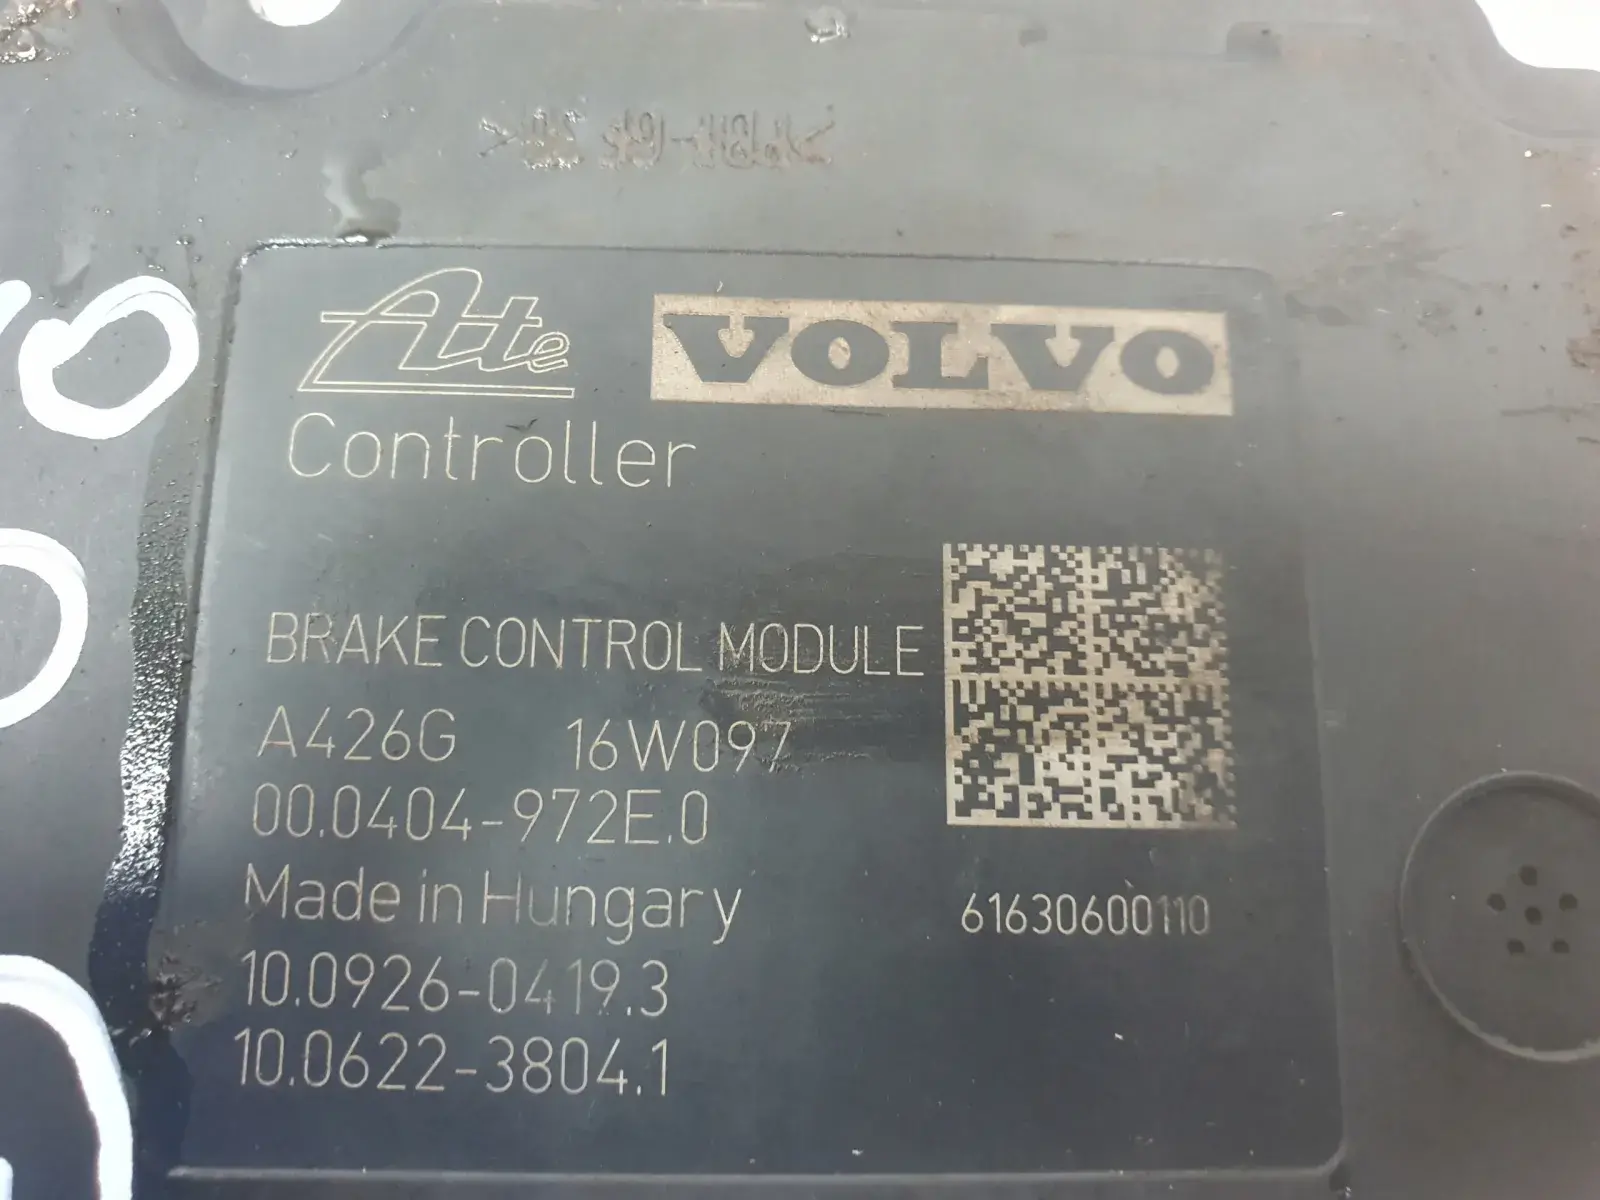 Ate VOLVO
Controller
BRAKE CONTROL MODULE
A426G 16W097
00.0404-972E.0
Made in Hungary
61630600110
10.0926-0419.3
10.0622-3804.1